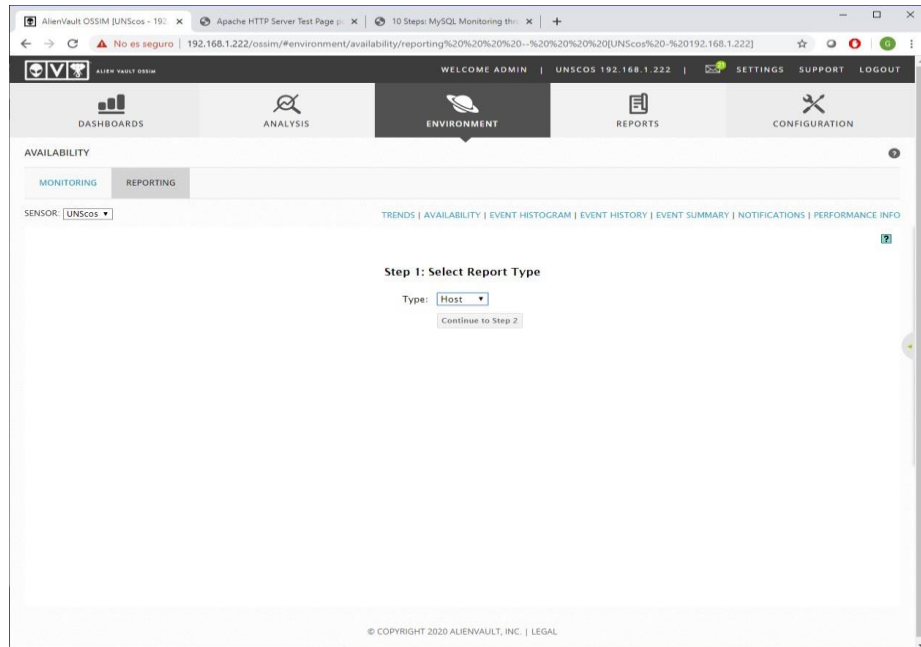 AlienVault OSSIM [UNScos - 192 Apache HTTP Server Test Page p 10 Steps: MySQL Monitoring thr
No es seguro | 192.168.1.222/ossim/#environment/availability/reporting%20%20%20%20--%20%20%20%20[UNScos%20-%20192.168.1.222]
AV ALIEN VAULT OSSIM WELCOME ADMIN | UNSCOS 192.168.1.222 | SETTINGS SUPPORT LOGOUT
DASHBOARDS ANALYSIS ENVIRONMENT REPORTS CONFIGURATION
AVAILABILITY
MONITORING REPORTING
SENSOR: UNScos
TRENDS | AVAILABILITY | EVENT HISTOGRAM | EVENT HISTORY | EVENT SUMMARY | NOTIFICATIONS | PERFORMANCE INFO
Step 1: Select Report Type
Type: Host
Continue to Step 2
© COPYRIGHT 2020 ALIENVAULT, INC. | LEGAL